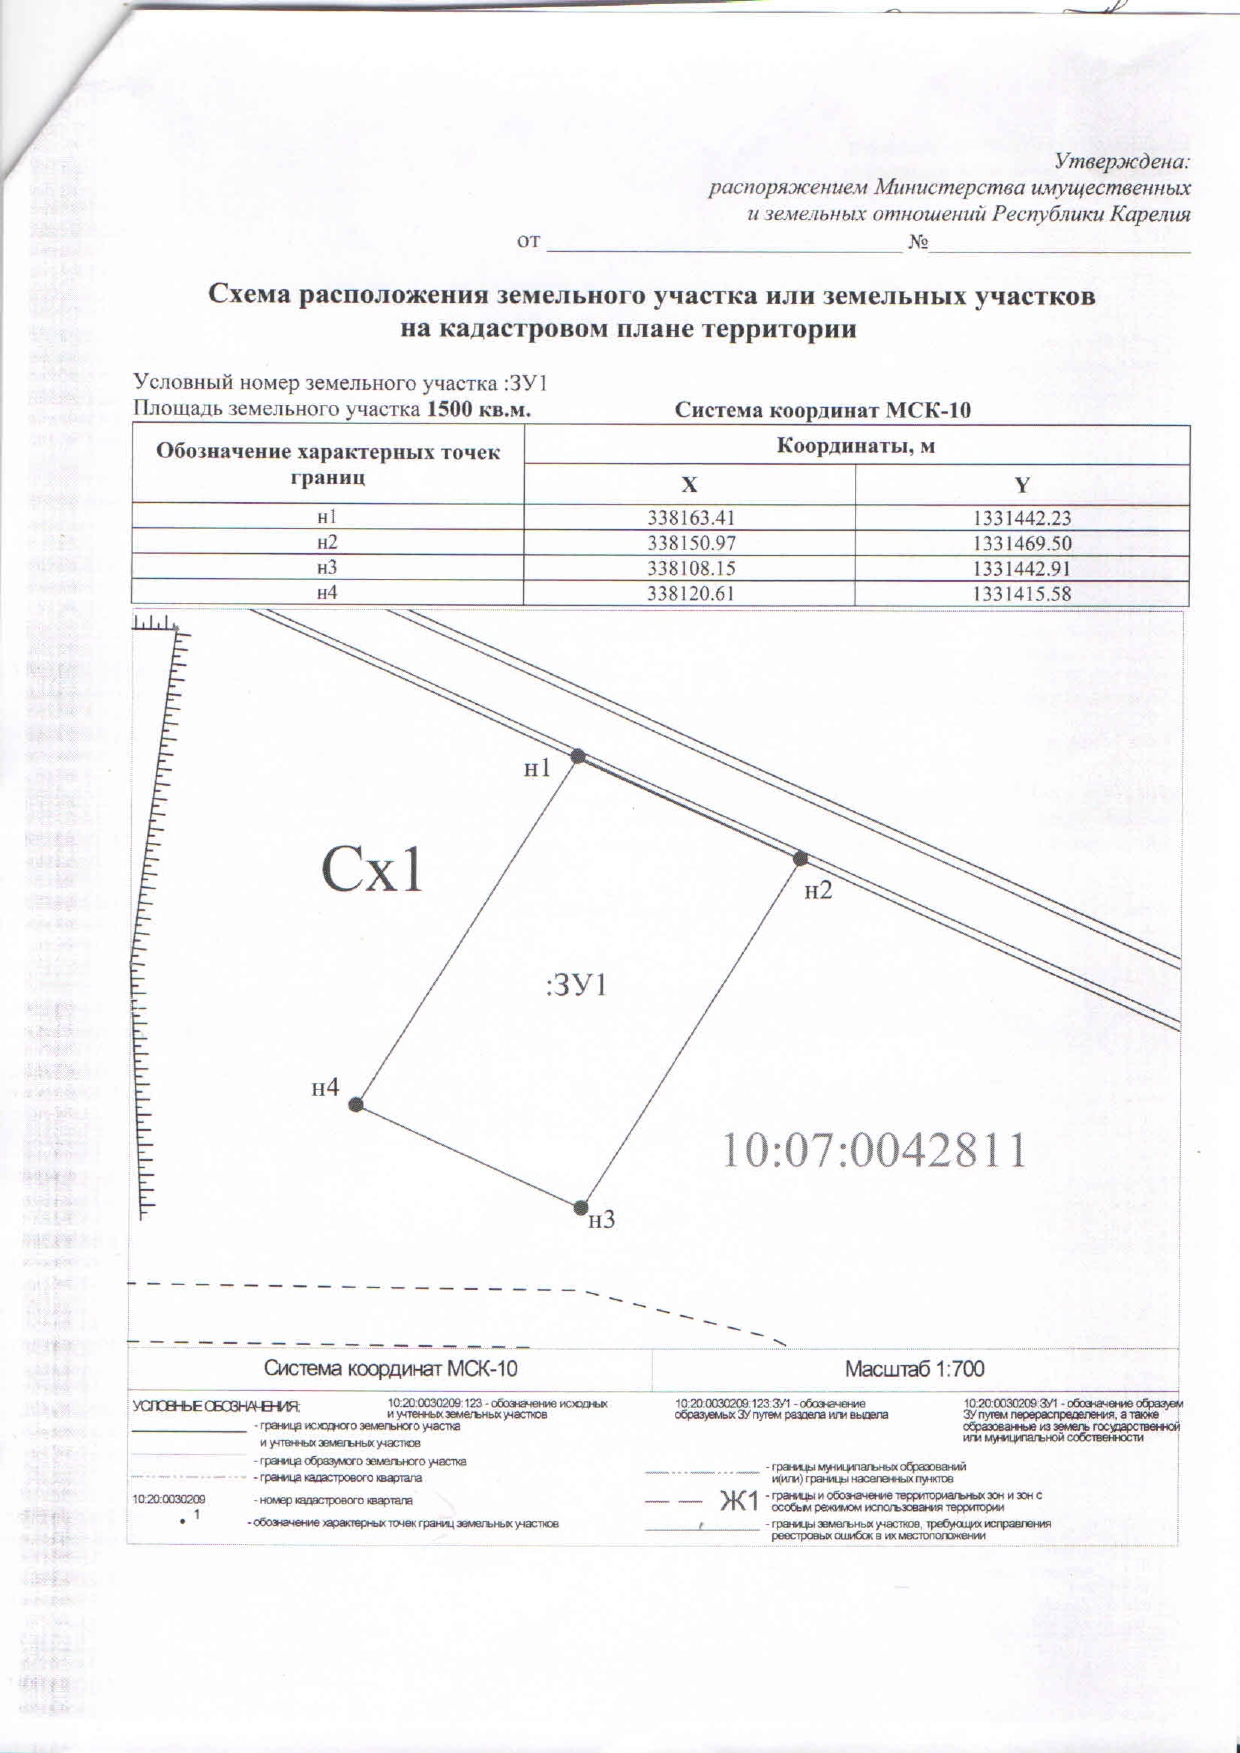 Утверждена:
распоряжением Министерства имущественных
и земельных отношений Республики Карелия
от №
Схема расположения земельного участка или земельных участков
на кадастровом плане территории
Условный номер земельного участка :ЗУ1
Площадь земельного участка 1500 кв.м. Система координат МСК-10
Обозначение характерных точек границ Координаты, м
X Y
н1 338163.41 1331442.23
н2 338150.97 1331469.50
н3 338108.15 1331442.91
н4 338120.61 1331415.58
н1
Сх1
н2
:ЗУ1
н4
10:07:0042811
н3
Система координат МСК-10 Масштаб 1:700
УСЛОВНЫЕ ОБОЗНАЧЕНИЯ:
10:20:0030209:123 - обозначение исходных
и учтенных земельных участков
10:20:0030209:123:ЗУ1 - обозначение
образуемых ЗУ путем раздела или выдела
10:20:0030209:ЗУ1 - обозначение образуем
ЗУ путем перераспределения, а также
образованные из земель государственной
или муниципальной собственности
- граница исходного земельного участка
и учтенных земельных участков
- граница образумого земельного участка
- граница кадастрового квартала
10:20:0030209 - номер кадастрового квартала
1 - обозначение характерных точек границ земельных участков
- границы муниципальных образований
и(или) границы населенных пунктов
Ж1 - границы и обозначение территориальных зон и зон с
особым режимом использования территории
- границы земельных участков, требующих исправления
реестровых ошибок в их местоположении